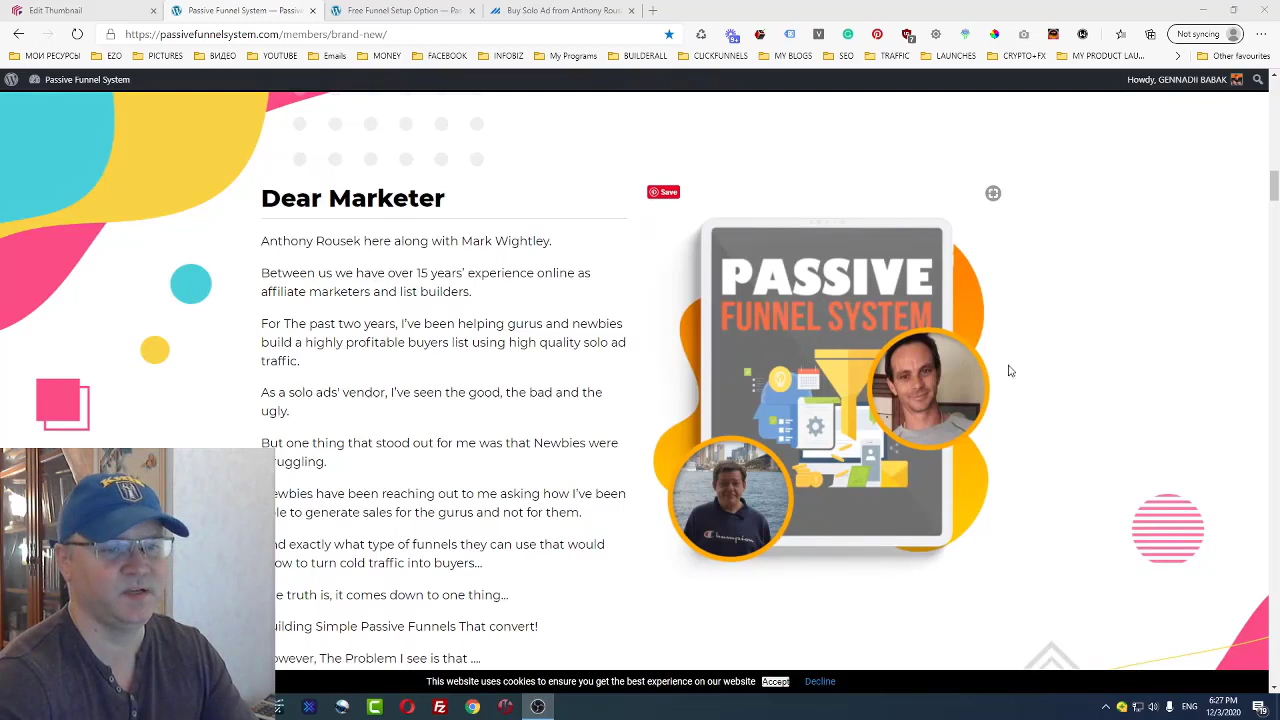 Edit Thumbnail
Passive Funnel System – Passive
Free Funnel Setup Option — Pas
Buy Solo Ad from Anthony Rous
https://passivefunnelsystem.com/members/brand-new/
Not syncing
МОИ РЕСУРСЫ EZO PICTURES ВИДЕО YOUTUBE Emails MONEY FACEBOOK INFOBIZ My Programs BUILDERALL CLICKFUNNELS MY BLOGS SEO TRAFFIC LAUNCHES CRYPTO+FX MY PRODUCT LAU... Other favourites
Passive Funnel System
Howdy, GENNADII BABAK
Dear Marketer
Save
Anthony Rousek here along with Mark Wightley.
Between us we have over 15 years' experience online as
affiliate marketers and list builders.
For The past two years, I've been helping gurus and newbies
build a highly profitable buyers list using high quality solo ad
traffic.
As a solo ads' vendor, I've seen the good, the bad and the
ugly.
But one thing that stood out for me was that Newbies were
ruggling.
ewbies have been reaching out to me asking how I've been
le to generate sales for the gurus and not for them.
nd exactly what type of funnels they can use that would
ow to turn cold traffic into buyers...
e truth is, it comes down to one thing...
uilding Simple Passive Funnels That convert!
owever, The Problem I see is that ....
PASSIVE
FUNNEL SYSTEM
This website uses cookies to ensure you get the best experience on our website Accept Decline
ENG
6:27 PM
12/3/2020